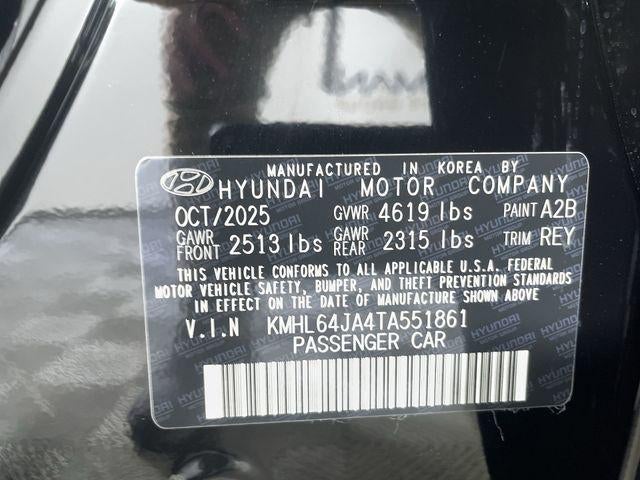 MANUFACTURED IN KOREA BY
HYUNDAI MOTOR COMPANY
OCT/2025 GVWR 4619 lbs PAINT A2B
GAWR FRONT 2513 lbs GAWR REAR 2315 lbs TRIM REY
THIS VEHICLE CONFORMS TO ALL APPLICABLE U.S.A. FEDERAL
MOTOR VEHICLE SAFETY, BUMPER, AND THEFT PREVENTION STANDARDS
IN EFFECT ON THE DATE OF MANUFACTURE SHOWN ABOVE
V.I.N KMHL64JA4TA551861
PASSENGER CAR